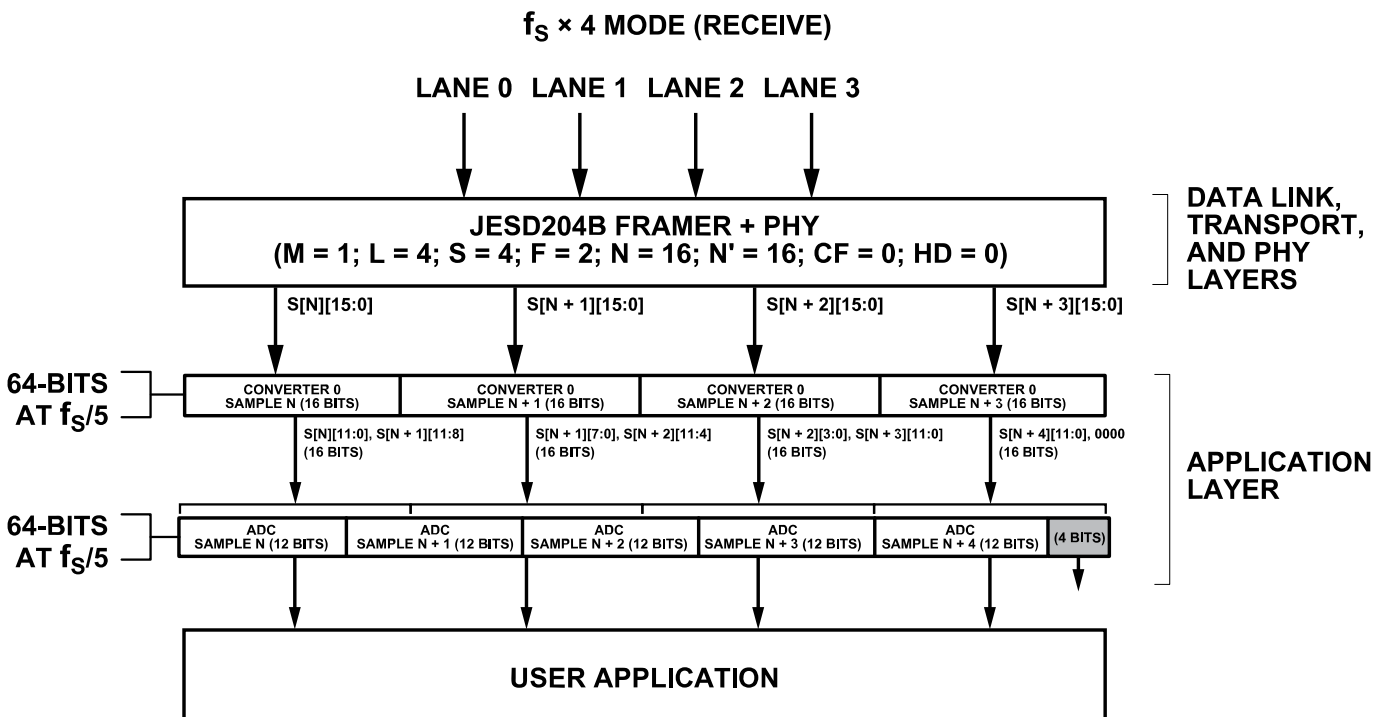 fS × 4 MODE (RECEIVE)
LANE 0 LANE 1 LANE 2 LANE 3
JESD204B FRAMER + PHY
(M = 1; L = 4; S = 4; F = 2; N = 16; N' = 16; CF = 0; HD = 0)
DATA LINK,
TRANSPORT,
AND PHY
LAYERS
S[N][15:0]
S[N + 1][15:0]
S[N + 2][15:0]
S[N + 3][15:0]
64-BITS
AT fS/5
CONVERTER 0
SAMPLE N (16 BITS)
CONVERTER 0
SAMPLE N + 1 (16 BITS)
CONVERTER 0
SAMPLE N + 2 (16 BITS)
CONVERTER 0
SAMPLE N + 3 (16 BITS)
S[N][11:0], S[N + 1][11:8]
(16 BITS)
S[N + 1][7:0], S[N + 2][11:4]
(16 BITS)
S[N + 2][3:0], S[N + 3][11:0]
(16 BITS)
S[N + 4][11:0], 0000
(16 BITS)
APPLICATION
LAYER
64-BITS
AT fS/5
ADC
SAMPLE N (12 BITS)
ADC
SAMPLE N + 1 (12 BITS)
ADC
SAMPLE N + 2 (12 BITS)
ADC
SAMPLE N + 3 (12 BITS)
ADC
SAMPLE N + 4 (12 BITS)
(4 BITS)
USER APPLICATION